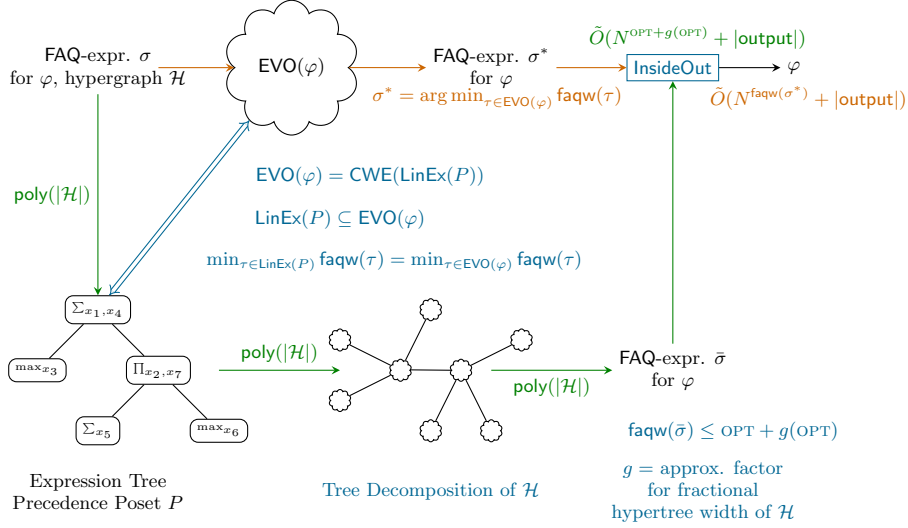 FAQ-expr. σ
for φ, hypergraph ℋ
EVO(φ)
FAQ-expr. σ*
for φ
σ* = arg min_{τ∈EVO(φ)} faqw(τ)
Õ(N^{OPT+g(OPT)} + |output|)
InsideOut
φ
Õ(N^{faqw(σ*)} + |output|)
poly(|ℋ|)
EVO(φ) = CWE(LinEx(P))
LinEx(P) ⊆ EVO(φ)
min_{τ∈LinEx(P)} faqw(τ) = min_{τ∈EVO(φ)} faqw(τ)
Σ_{x₁,x₄}
max_{x₃}
Π_{x₂,x₇}
Σ_{x₅}
max_{x₆}
poly(|ℋ|)
poly(|ℋ|)
FAQ-expr. σ̄
for φ
faqw(σ̄) ≤ OPT + g(OPT)
Expression Tree
Precedence Poset P
Tree Decomposition of ℋ
g = approx. factor
for fractional
hypertree width of ℋ